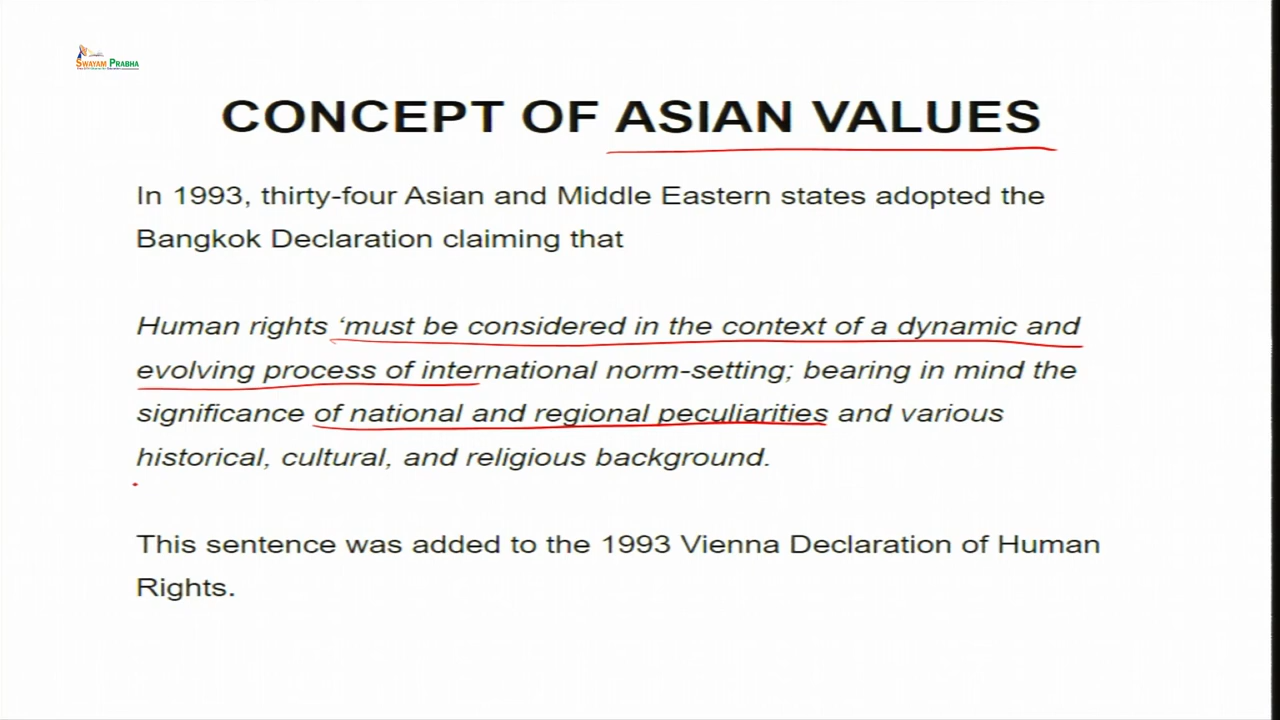 SWAYAM PRABHA
CONCEPT OF ASIAN VALUES
In 1993, thirty-four Asian and Middle Eastern states adopted the
Bangkok Declaration claiming that
Human rights ‘must be considered in the context of a dynamic and
evolving process of international norm-setting; bearing in mind the
significance of national and regional peculiarities and various
historical, cultural, and religious background.
This sentence was added to the 1993 Vienna Declaration of Human
Rights.